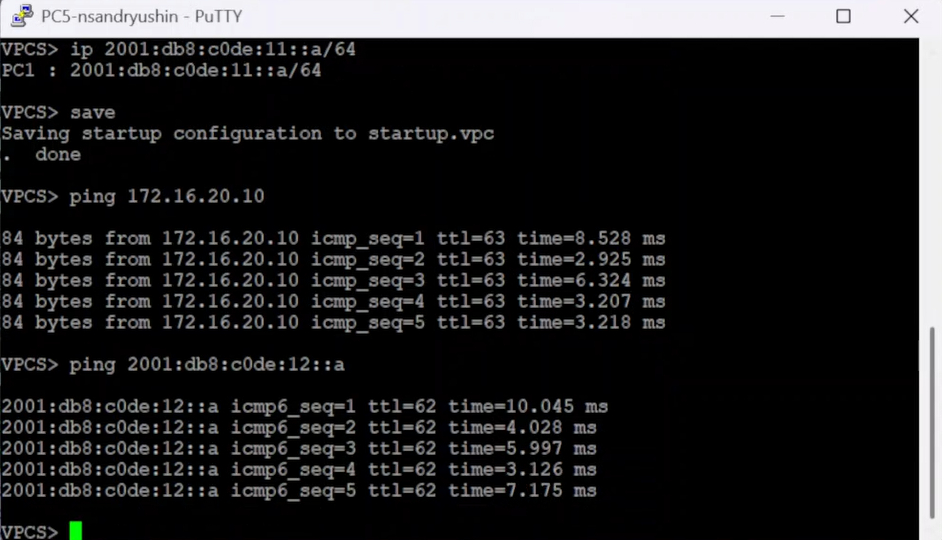 PC5-nsandryushin - PuTTY
VPCS> ip 2001:db8:c0de:11::a/64
PC1 : 2001:db8:c0de:11::a/64
VPCS> save
Saving startup configuration to startup.vpc
.  done
VPCS> ping 172.16.20.10
84 bytes from 172.16.20.10 icmp_seq=1 ttl=63 time=8.528 ms
84 bytes from 172.16.20.10 icmp_seq=2 ttl=63 time=2.925 ms
84 bytes from 172.16.20.10 icmp_seq=3 ttl=63 time=6.324 ms
84 bytes from 172.16.20.10 icmp_seq=4 ttl=63 time=3.207 ms
84 bytes from 172.16.20.10 icmp_seq=5 ttl=63 time=3.218 ms
VPCS> ping 2001:db8:c0de:12::a
2001:db8:c0de:12::a icmp6_seq=1 ttl=62 time=10.045 ms
2001:db8:c0de:12::a icmp6_seq=2 ttl=62 time=4.028 ms
2001:db8:c0de:12::a icmp6_seq=3 ttl=62 time=5.997 ms
2001:db8:c0de:12::a icmp6_seq=4 ttl=62 time=3.126 ms
2001:db8:c0de:12::a icmp6_seq=5 ttl=62 time=7.175 ms
VPCS>